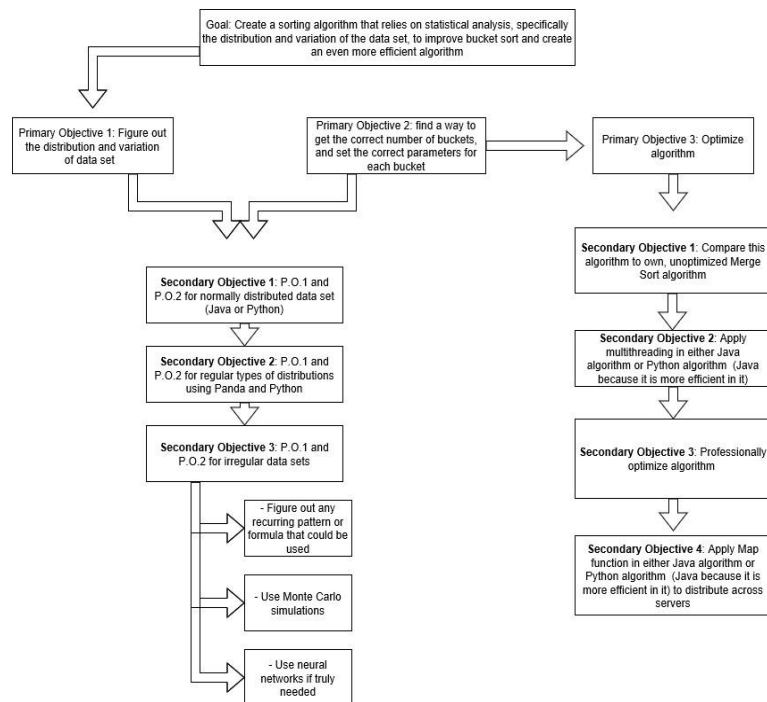 Goal: Create a sorting algorithm that relies on statistical analysis, specifically
the distribution and variation of the data set, to improve bucket sort and create
an even more efficient algorithm
Primary Objective 1: Figure out
the distribution and variation
of data set
Primary Objective 2: find a way to
get the correct number of buckets,
and set the correct parameters for
each bucket
Primary Objective 3: Optimize
algorithm
Secondary Objective 1: P.O.1 and
P.O.2 for normally distributed data set
(Java or Python)
Secondary Objective 2: P.O.1 and
P.O.2 for regular types of distributions
using Panda and Python
Secondary Objective 3: P.O.1 and
P.O.2 for irregular data sets
- Figure out any
recurring pattern or
formula that could be
used
- Use Monte Carlo
simulations
- Use neural
networks if truly
needed
Secondary Objective 1: Compare this
algorithm to own, unoptimized Merge
Sort algorithm
Secondary Objective 2: Apply
multithreading in either Java
algorithm or Python algorithm (Java
because it is more efficient in it)
Secondary Objective 3: Professionally
optimize algorithm
Secondary Objective 4: Apply Map
function in either Java algorithm or
Python algorithm (Java because it is
more efficient in it) to distribute across
servers